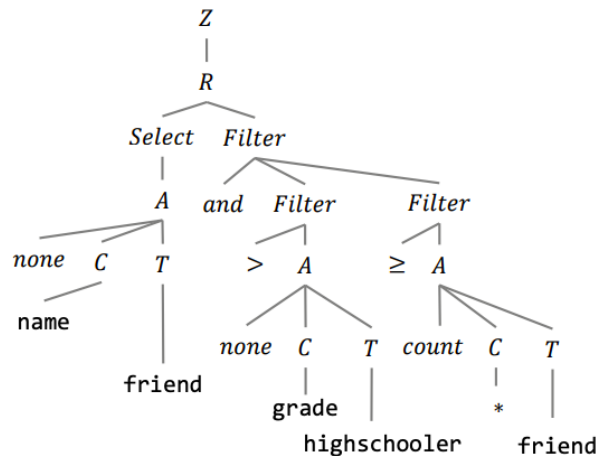 Z
R
Select Filter
A and Filter Filter
none C T > A ≥ A
name
none C T count C T
friend
grade *
highschooler friend